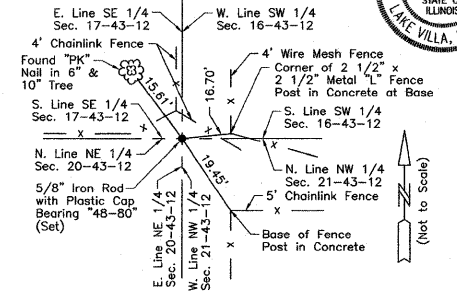 STATE OF
ILLINOIS
LAKE VILLA,
E. Line SE 1/4
Sec. 17-43-12
W. Line SW 1/4
Sec. 16-43-12
4' Chainlink Fence
Found "PK"
Nail in 6" &
10" Tree
15.61'
16.70'
4' Wire Mesh Fence
Corner of 2 1/2" x
2 1/2" Metal "L" Fence
Post in Concrete at Base
S. Line SE 1/4
Sec. 17-43-12
S. Line SW 1/4
Sec. 16-43-12
N. Line NE 1/4
Sec. 20-43-12
N. Line NW 1/4
Sec. 21-43-12
19.45'
5/8" Iron Rod
with Plastic Cap
Bearing "48-80"
(Set)
5' Chainlink Fence
Base of Fence
Post in Concrete
E. Line NE 1/4
Sec. 20-43-12
W. Line NW 1/4
Sec. 21-43-12
N
(Not to Scale)